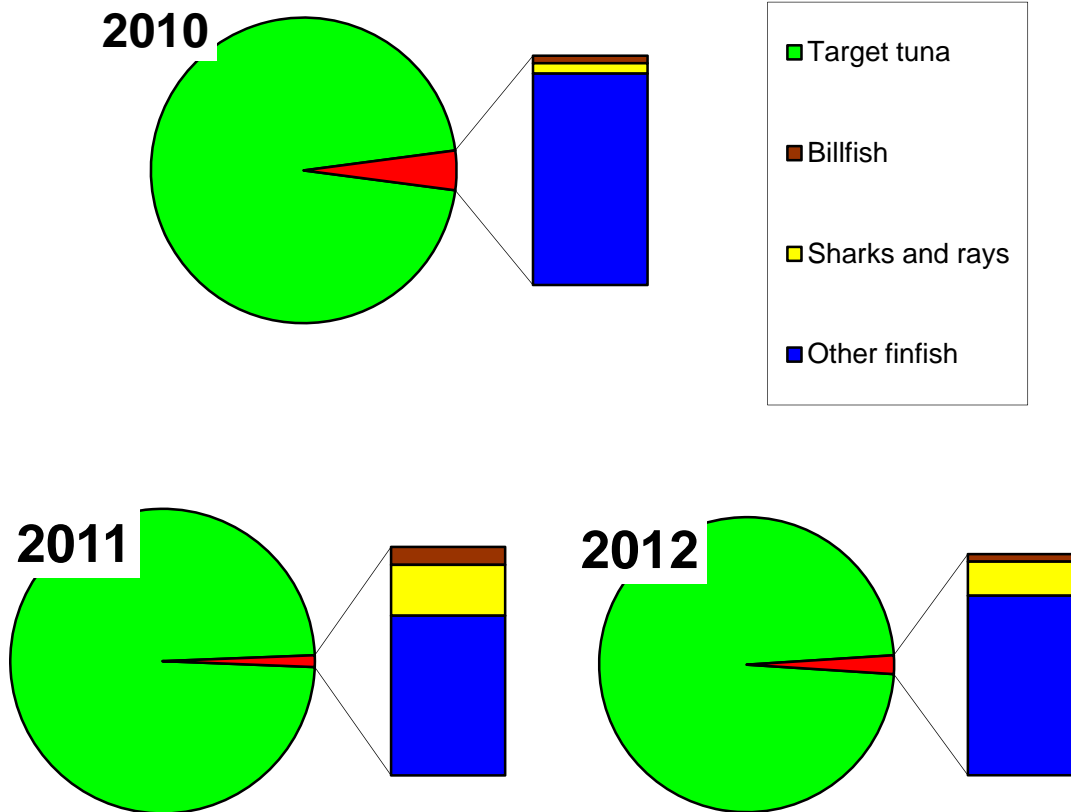 2010
Target tuna
Billfish
Sharks and rays
Other finfish
2011
2012